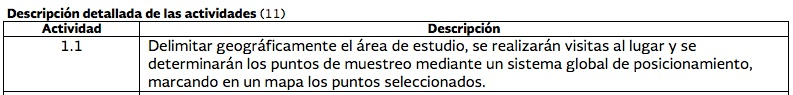 Descripción detallada de las actividades (11)
Actividad Descripción
1.1 Delimitar geográficamente el área de estudio, se realizarán visitas al lugar y se
determinarán los puntos de muestreo mediante un sistema global de posicionamiento,
marcando en un mapa los puntos seleccionados.